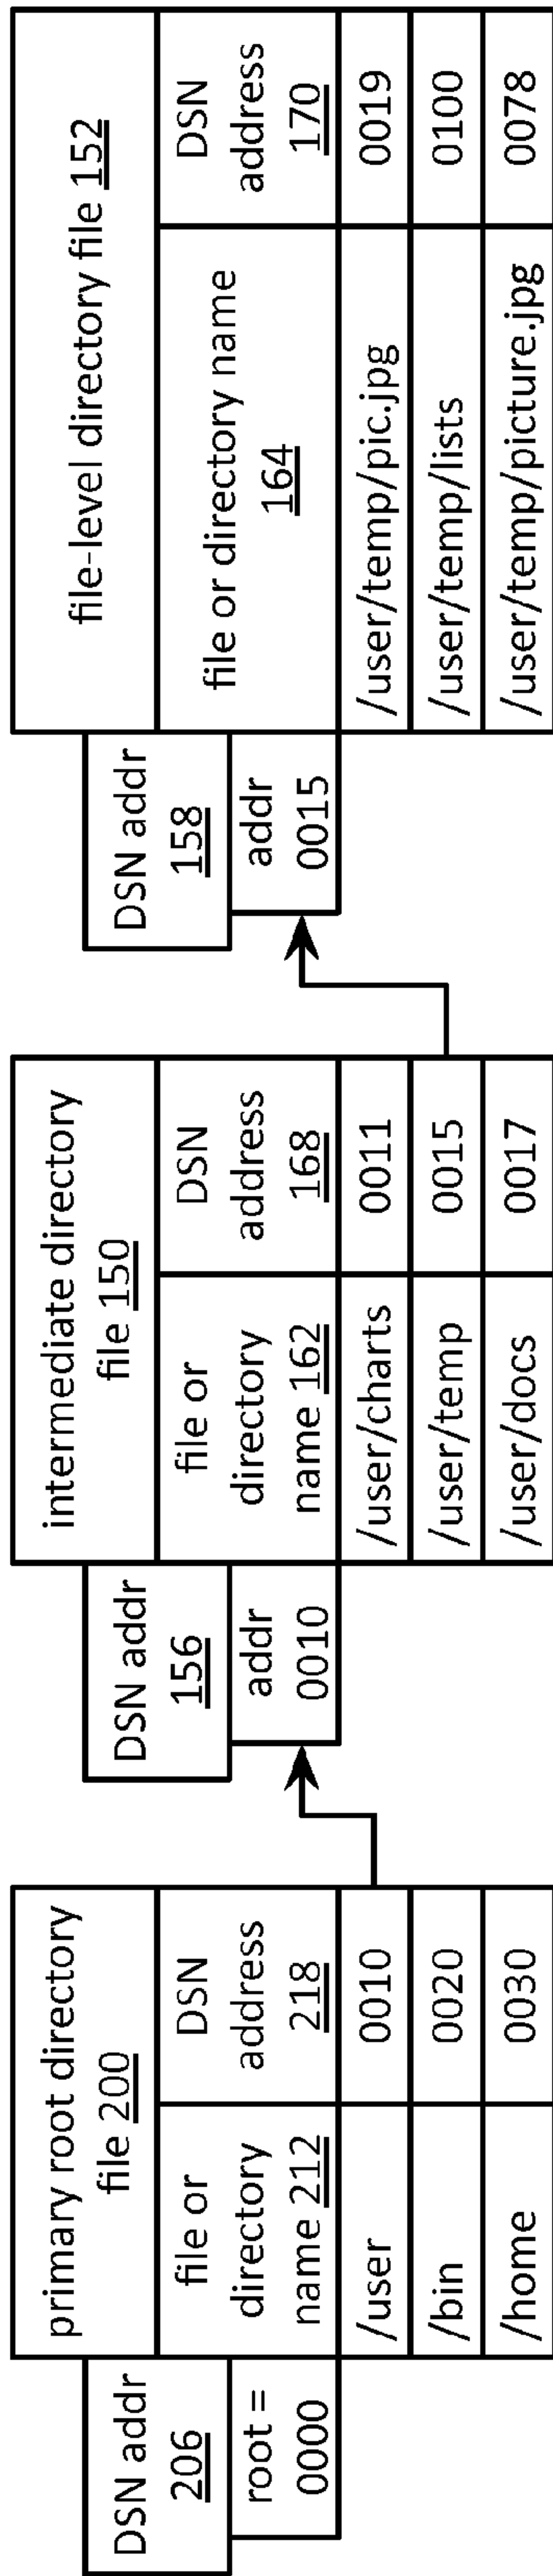 DSN addr
206
root =
0000
primary root directory
file 200
file or
directory
name 212
DSN
address
218
/user
0010
/bin
0020
/home
0030
DSN addr
156
addr
0010
intermediate directory
file 150
file or
directory
name 162
DSN
address
168
/user/charts
0011
/user/temp
0015
/user/docs
0017
DSN addr
158
addr
0015
file-level directory file 152
file or directory name
164
DSN
address
170
/user/temp/pic.jpg
0019
/user/temp/lists
0100
/user/temp/picture.jpg
0078